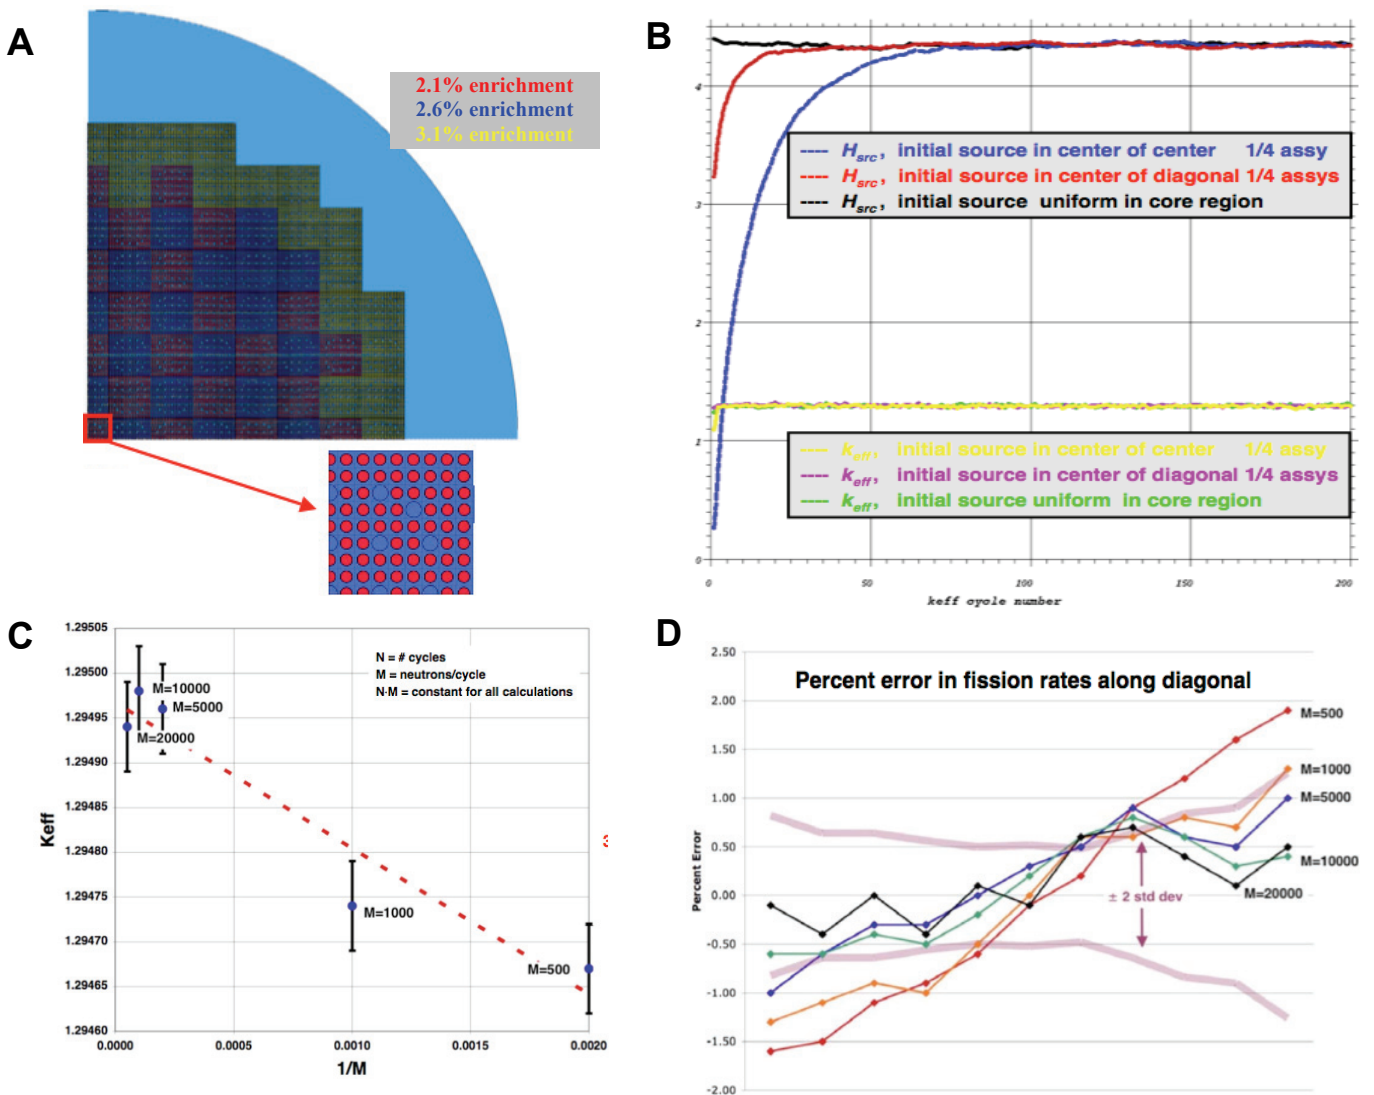 A
2.1% enrichment
2.6% enrichment
3.1% enrichment
B
4
3
2
1
0
H_src, initial source in center of center 1/4 assy
H_src, initial source in center of diagonal 1/4 assys
H_src, initial source uniform in core region
k_eff, initial source in center of center 1/4 assy
k_eff, initial source in center of diagonal 1/4 assys
k_eff, initial source uniform in core region
0 50 100 150 200
keff cycle number
C
1.29505
1.29500
1.29495
1.29490
1.29485
1.29480
1.29475
1.29470
1.29465
1.29460
Keff
N = # cycles
M = neutrons/cycle
N·M = constant for all calculations
M=10000
M=5000
M=20000
M=1000
M=500
0.0000 0.0005 0.0010 0.0015 0.0020
1/M
3
D
Percent error in fission rates along diagonal
2.50
2.00
1.50
1.00
0.50
0.00
-0.50
-1.00
-1.50
-2.00
Percent Error
M=500
M=1000
M=5000
M=10000
M=20000
± 2 std dev